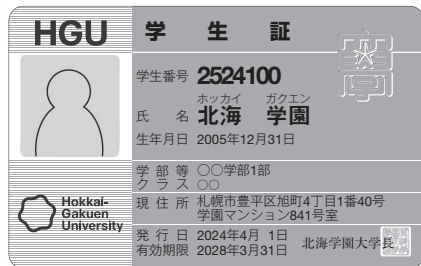 HGU 学生証
学生番号 2524100
ホッカイ ガクエン
氏名 北海 学園
生年月日 2005年12月31日
学部等 ○○学部1部
クラス ○○
現住所 札幌市豊平区旭町4丁目1番40号
学園マンション841号室
Hokkai-
Gakuen
University
発行日 2024年4月 1日
有効期限 2028年3月31日
北海学園大学長